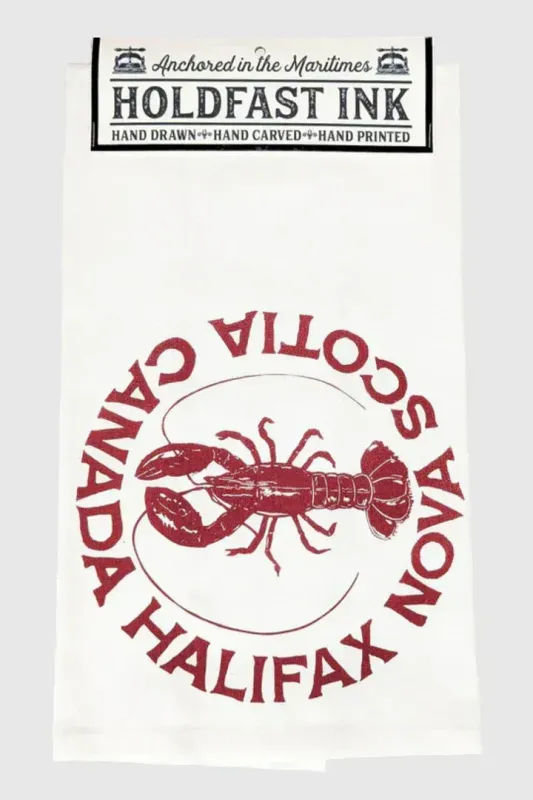 Anchored in the Maritimes
HOLDFAST INK
HAND DRAWN HAND CARVED HAND PRINTED
HALIFAX NOVA SCOTIA CANADA